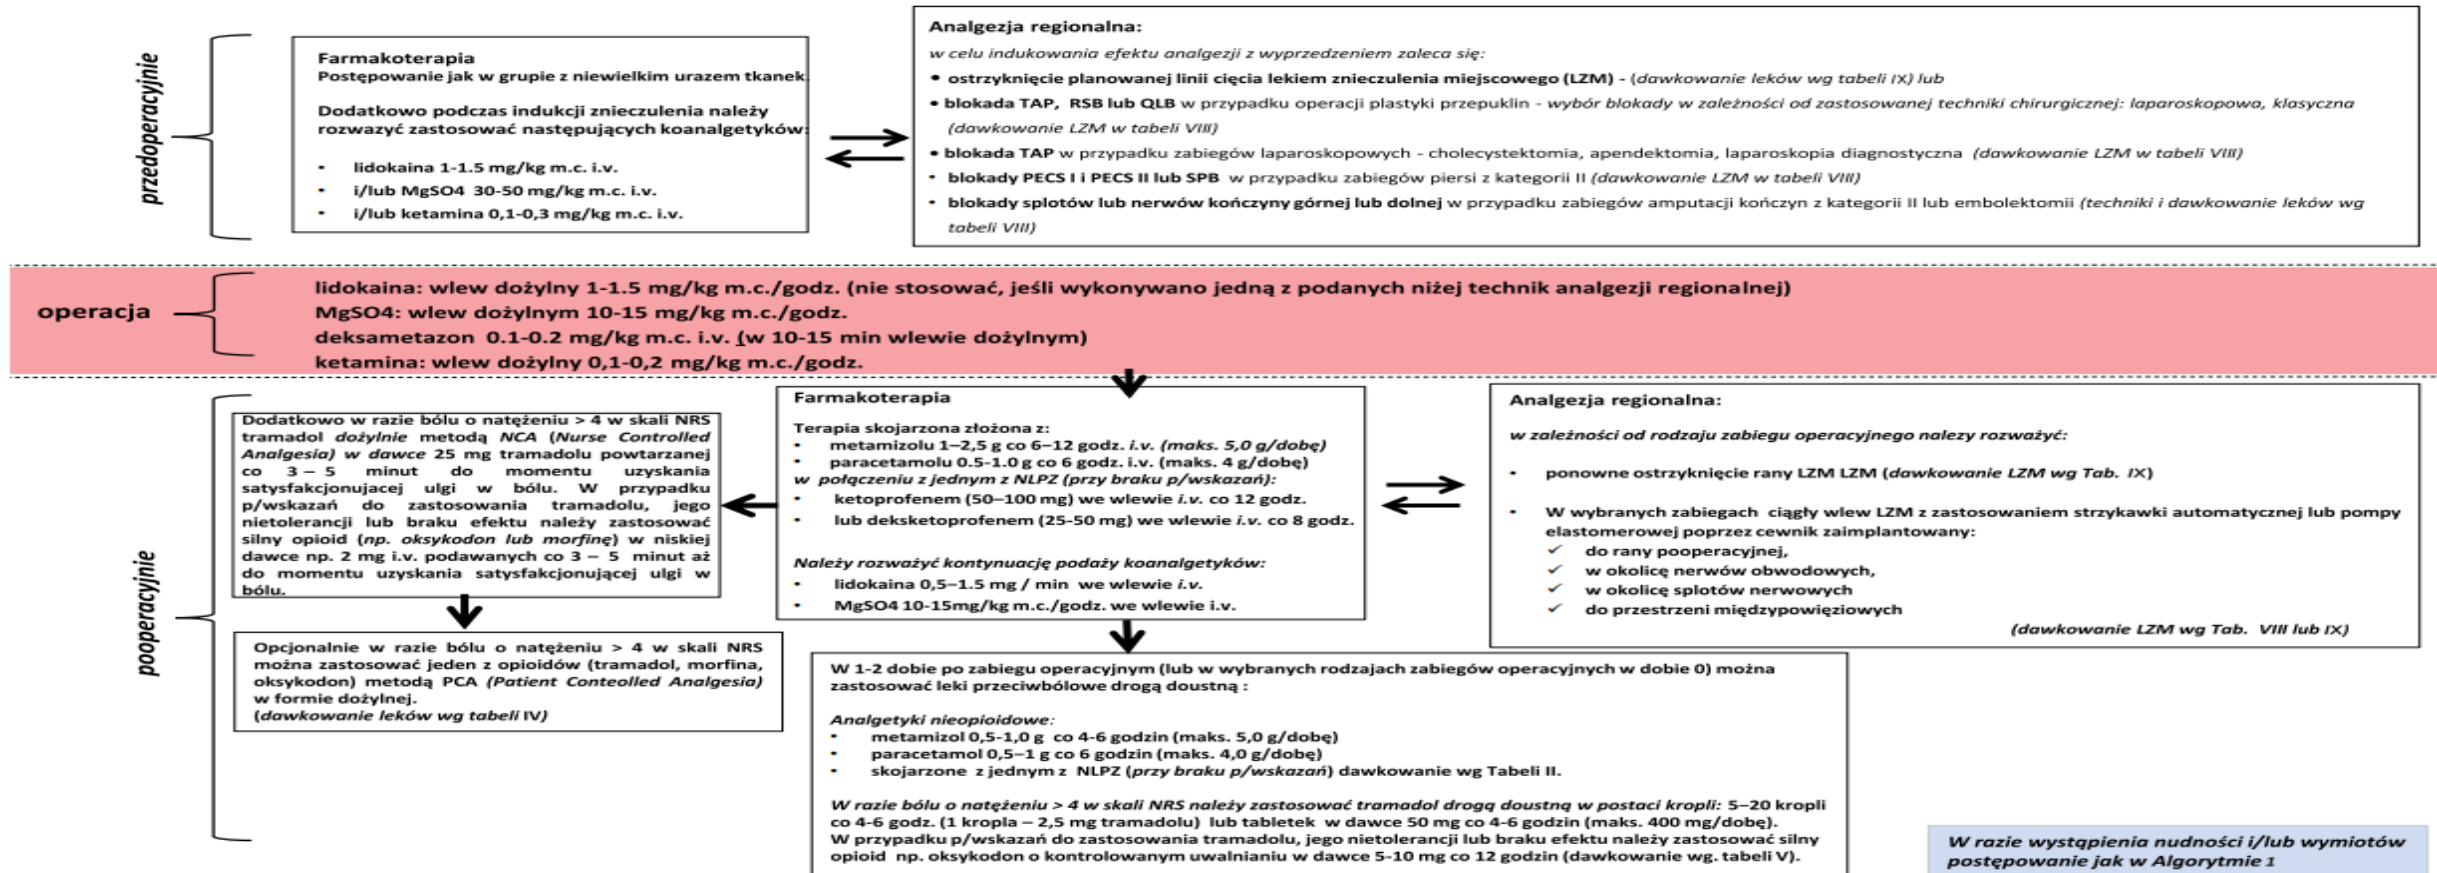 przedoperacyjnie
Farmakoterapia
Postępowanie jak w grupie z niewielkim urazem tkanek.
Dodatkowo podczas indukcji znieczulenia należy
rozważyć zastosować następujących koanalgetyków:
• lidokaina 1-1.5 mg/kg m.c. i.v.
• i/lub MgSO4 30-50 mg/kg m.c. i.v.
• i/lub ketamina 0,1-0,3 mg/kg m.c. i.v.
Analgezja regionalna:
w celu indukowania efektu analgezji z wyprzedzeniem zaleca się:
• ostrzyknięcie planowanej linii cięcia lekiem znieczulenia miejscowego (LZM) - (dawkowanie leków wg tabeli IX) lub
• blokada TAP, RSB lub QLB w przypadku operacji plastyki przepuklin - wybór blokady w zależności od zastosowanej techniki chirurgicznej: laparoskopowa, klasyczna
(dawkowanie LZM w tabeli VIII)
• blokada TAP w przypadku zabiegów laparoskopowych - cholecystektomia, apendektomia, laparoskopia diagnostyczna (dawkowanie LZM w tabeli VIII)
• blokady PECS I i PECS II lub SPB w przypadku zabiegów piersi z kategorii II (dawkowanie LZM w tabeli VIII)
• blokady splotów lub nerwów kończyny górnej lub dolnej w przypadku zabiegów amputacji kończyn z kategorii II lub embolektomii (techniki i dawkowanie leków wg
tabeli VIII)
operacja
lidokaina: wlew dożylny 1-1.5 mg/kg m.c./godz. (nie stosować, jeśli wykonywano jedną z podanych niżej technik analgezji regionalnej)
MgSO4: wlew dożylnym 10-15 mg/kg m.c./godz.
deksametazon 0.1-0.2 mg/kg m.c. i.v. (w 10-15 min wlewie dożylnym)
ketamina: wlew dożylny 0,1-0,2 mg/kg m.c./godz.
pooperacyjnie
Dodatkowo w razie bólu o natężeniu > 4 w skali NRS
tramadol dożylnie metodą NCA (Nurse Controlled
Analgesia) w dawce 25 mg tramadolu powtarzanej
co 3 – 5 minut do momentu uzyskania
satysfakcjonujacej ulgi w bólu. W przypadku
p/wskazań do zastosowania tramadolu, jego
nietolerancji lub braku efektu należy zastosować
silny opioid (np. oksykodon lub morfinę) w niskiej
dawce np. 2 mg i.v. podawanych co 3 – 5 minut aż
do momentu uzyskania satysfakcjonującej ulgi w
bólu.
Opcjonalnie w razie bólu o natężeniu > 4 w skali NRS
można zastosować jeden z opioidów (tramadol, morfina,
oksykodon) metodą PCA (Patient Conteolled Analgesia)
w formie dożylnej.
(dawkowanie leków wg tabeli IV)
Farmakoterapia
Terapia skojarzona złożona z:
• metamizolu 1–2,5 g co 6–12 godz. i.v. (maks. 5,0 g/dobę)
• paracetamolu 0.5-1.0 g co 6 godz. i.v. (maks. 4 g/dobę)
w połączeniu z jednym z NLPZ (przy braku p/wskazań):
• ketoprofenem (50–100 mg) we wlewie i.v. co 12 godz.
• lub deksketoprofenem (25-50 mg) we wlewie i.v. co 8 godz.
Należy rozważyć kontynuację podaży koanalgetyków:
• lidokaina 0,5–1.5 mg / min we wlewie i.v.
• MgSO4 10-15mg/kg m.c./godz. we wlewie i.v.
Analgezja regionalna:
w zależności od rodzaju zabiegu operacyjnego nalezy rozważyć:
• ponowne ostrzyknięcie rany LZM LZM (dawkowanie LZM wg Tab. IX)
• W wybranych zabiegach ciągły wlew LZM z zastosowaniem strzykawki automatycznej lub pompy
elastomerowej poprzez cewnik zaimplantowany:
✓ do rany pooperacyjnej,
✓ w okolicę nerwów obwodowych,
✓ w okolicę splotów nerwowych
✓ do przestrzeni międzypowięziowych
(dawkowanie LZM wg Tab. VIII lub IX)
W 1-2 dobie po zabiegu operacyjnym (lub w wybranych rodzajach zabiegów operacyjnych w dobie 0) można
zastosować leki przeciwbólowe drogą doustną :
Analgetyki nieopioidowe:
• metamizol 0,5-1,0 g co 4-6 godzin (maks. 5,0 g/dobę)
• paracetamol 0,5–1 g co 6 godzin (maks. 4,0 g/dobę)
• skojarzone z jednym z NLPZ (przy braku p/wskazań) dawkowanie wg Tabeli II.
W razie bólu o natężeniu > 4 w skali NRS należy zastosować tramadol drogą doustną w postaci kropli: 5–20 kropli
co 4-6 godz. (1 kropla – 2,5 mg tramadolu) lub tabletek w dawce 50 mg co 4-6 godzin (maks. 400 mg/dobę).
W przypadku p/wskazań do zastosowania tramadolu, jego nietolerancji lub braku efektu należy zastosować silny
opioid np. oksykodon o kontrolowanym uwalnianiu w dawce 5-10 mg co 12 godzin (dawkowanie wg. tabeli V).
W razie wystąpienia nudności i/lub wymiotów
postępowanie jak w Algorytmie 1